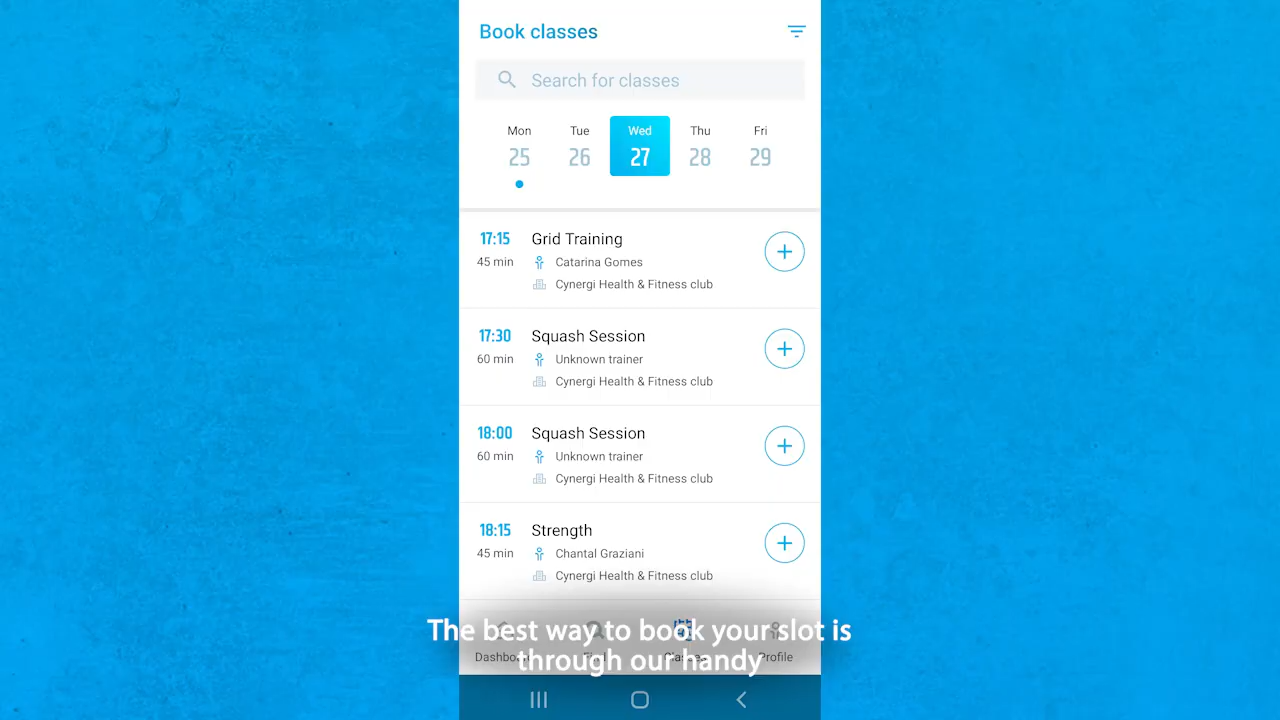 Book classes
Search for classes
Mon Tue Wed Thu Fri
25 26 27 28 29
17:15 Grid Training
45 min Catarina Gomes
Cynergi Health & Fitness club
17:30 Squash Session
60 min Unknown trainer
Cynergi Health & Fitness club
18:00 Squash Session
60 min Unknown trainer
Cynergi Health & Fitness club
18:15 Strength
45 min Chantal Graziani
Cynergi Health & Fitness club
The best way to book your slot is
through our handy
Profile